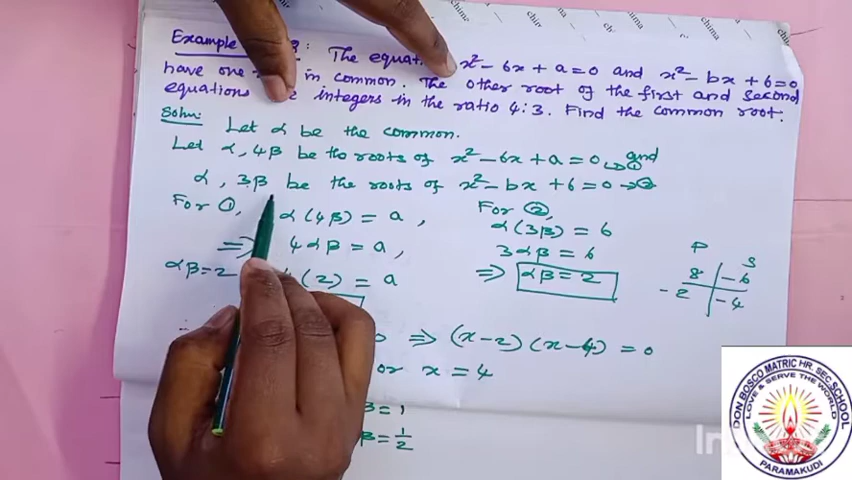 Example 8: The equat x² - 6x + a = 0 and x² - bx + 6 = 0
have one in common. The other root of the first and second
equations integers in the ratio 4:3. Find the common root.
Soln: Let α be the common.
Let α, 4β be the roots of x² - 6x + a = 0 → ① and
α, 3β be the roots of x² - bx + 6 = 0 → ②
For ①, α(4β) = a,
⇒ 4αβ = a,
αβ = 2 (2) = a
For ②,
α(3β) = 6
3αβ = 6
⇒ αβ = 2
P S
8 -6
-2 -4
⇒ (x-2)(x-4) = 0
or x = 4
= 1
β = 1/2
DON BOSCO MATRIC HR. SEC. SCHOOL
LOVE & SERVE THE WORLD
PARAMAKUDI